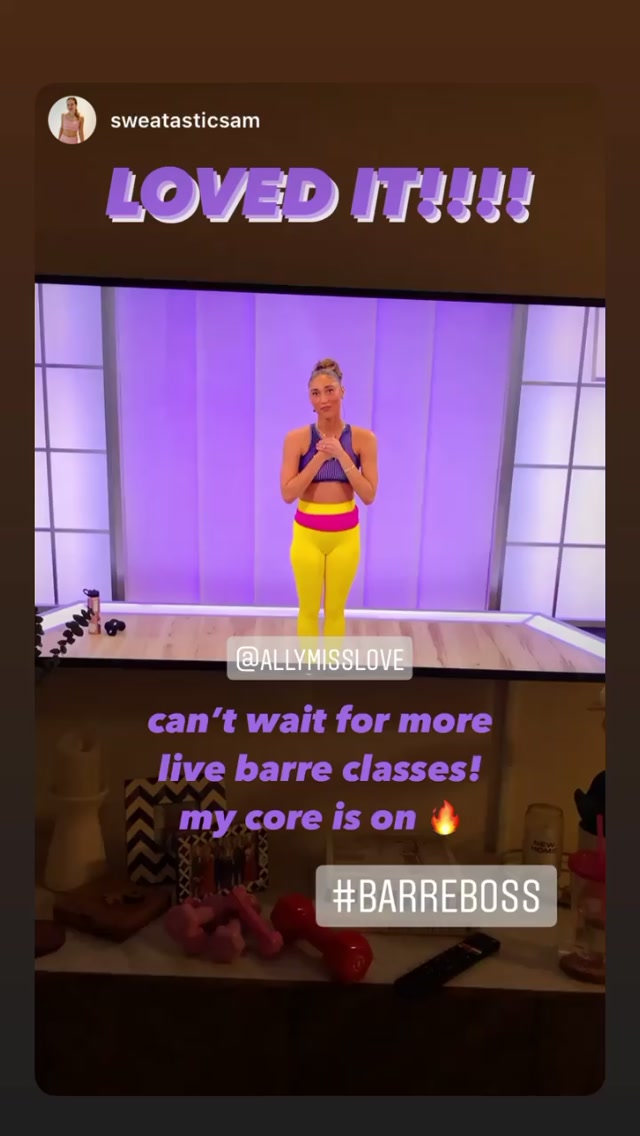 sweatasticsam
LOVED IT!!!!
@ALLYMISSLOVE
can't wait for more
live barre classes!
my core is on 🔥
#BARREBOSS